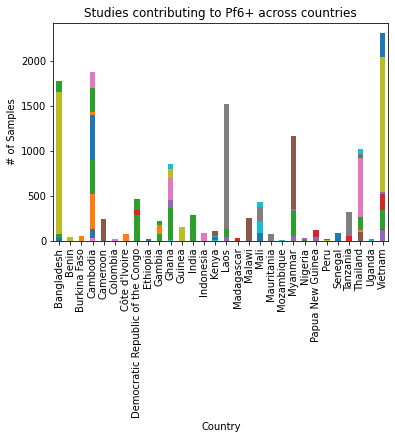 Studies contributing to Pf6+ across countries
# of Samples
2000
1500
1000
500
0
Bangladesh
Benin
Burkina Faso
Cambodia
Cameroon
Colombia
Côte d'Ivoire
Democratic Republic of the Congo
Ethiopia
Gambia
Ghana
Guinea
India
Indonesia
Kenya
Laos
Madagascar
Malawi
Mali
Mauritania
Mozambique
Myanmar
Nigeria
Papua New Guinea
Peru
Senegal
Tanzania
Thailand
Uganda
Vietnam
Country